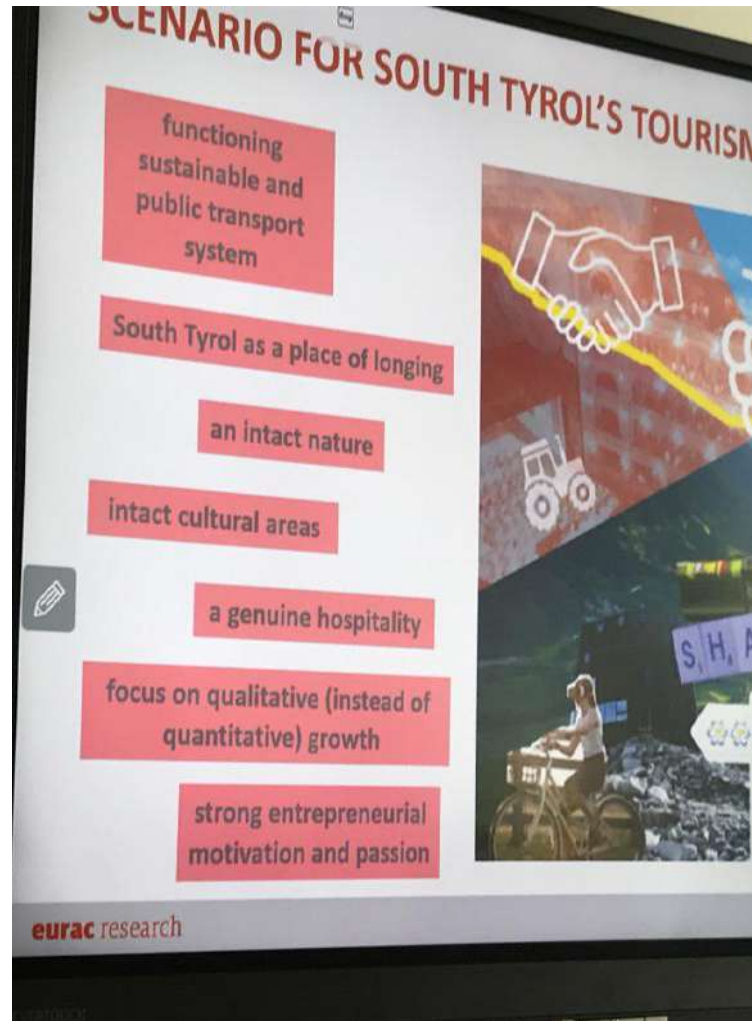 SCENARIO FOR SOUTH TYROL'S TOURISM
functioning
sustainable and
public transport
system
South Tyrol as a place of longing
an intact nature
intact cultural areas
a genuine hospitality
focus on qualitative (instead of
quantitative) growth
strong entrepreneurial
motivation and passion
S H A
eurac research